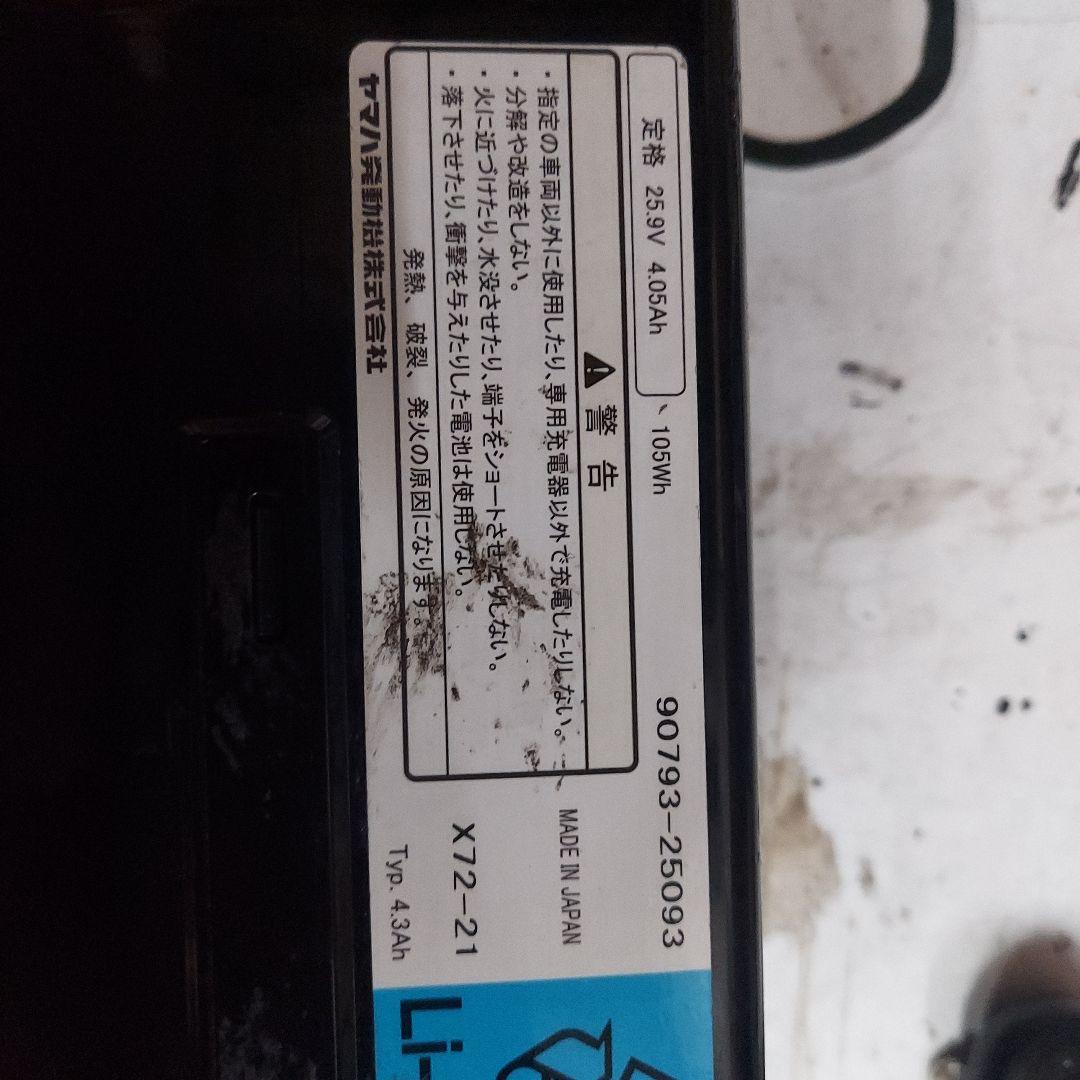 定格 25.9V 4.05Ah 105Wh 90793-25093
警告
・指定の車両以外に使用したり、専用充電器以外で充電したりしない。
・分解や改造をしない。
・火に近づけたり、水没させたり、端子をショートさせたりしない。
・落下させたり、衝撃を与えたりした電池は使用しない。
発熱、破裂、発火の原因になります。
MADE IN JAPAN
X72-21
Typ. 4.3Ah
ヤマハ発動機株式会社
Li-